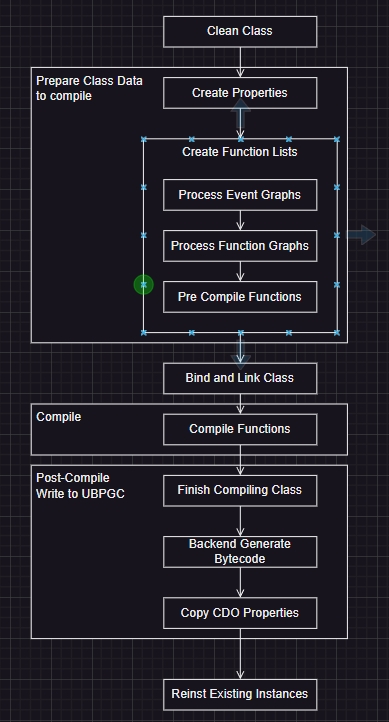 Clean Class
Prepare Class Data
to compile
Create Properties
Create Function Lists
Process Event Graphs
Process Function Graphs
Pre Compile Functions
Bind and Link Class
Compile
Compile Functions
Post-Compile
Write to UBPGC
Finish Compiling Class
Backend Generate
Bytecode
Copy CDO Properties
Reinst Existing Instances